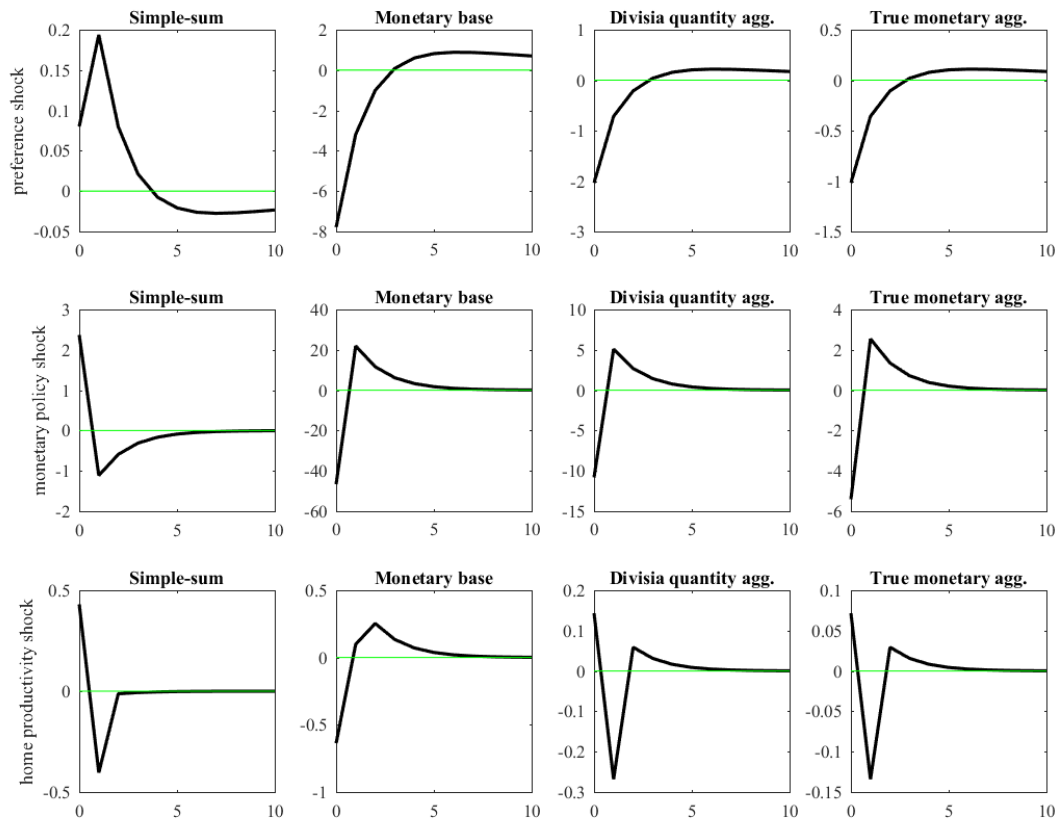 Simple-sum
Monetary base
Divisia quantity agg.
True monetary agg.
preference shock
0.2
0.15
0.1
0.05
0
-0.05
0 5 10
2
0
-2
-4
-6
-8
0 5 10
1
0
-1
-2
-3
0 5 10
0.5
0
-0.5
-1
-1.5
0 5 10
Simple-sum
Monetary base
Divisia quantity agg.
True monetary agg.
monetary policy shock
3
2
1
0
-1
-2
0 5 10
40
20
0
-20
-40
-60
0 5 10
10
5
0
-5
-10
-15
0 5 10
4
2
0
-2
-4
-6
0 5 10
Simple-sum
Monetary base
Divisia quantity agg.
True monetary agg.
home productivity shock
0.5
0
-0.5
0 5 10
0.5
0
-0.5
-1
0 5 10
0.2
0.1
0
-0.1
-0.2
-0.3
0 5 10
0.1
0.05
0
-0.05
-0.1
-0.15
0 5 10